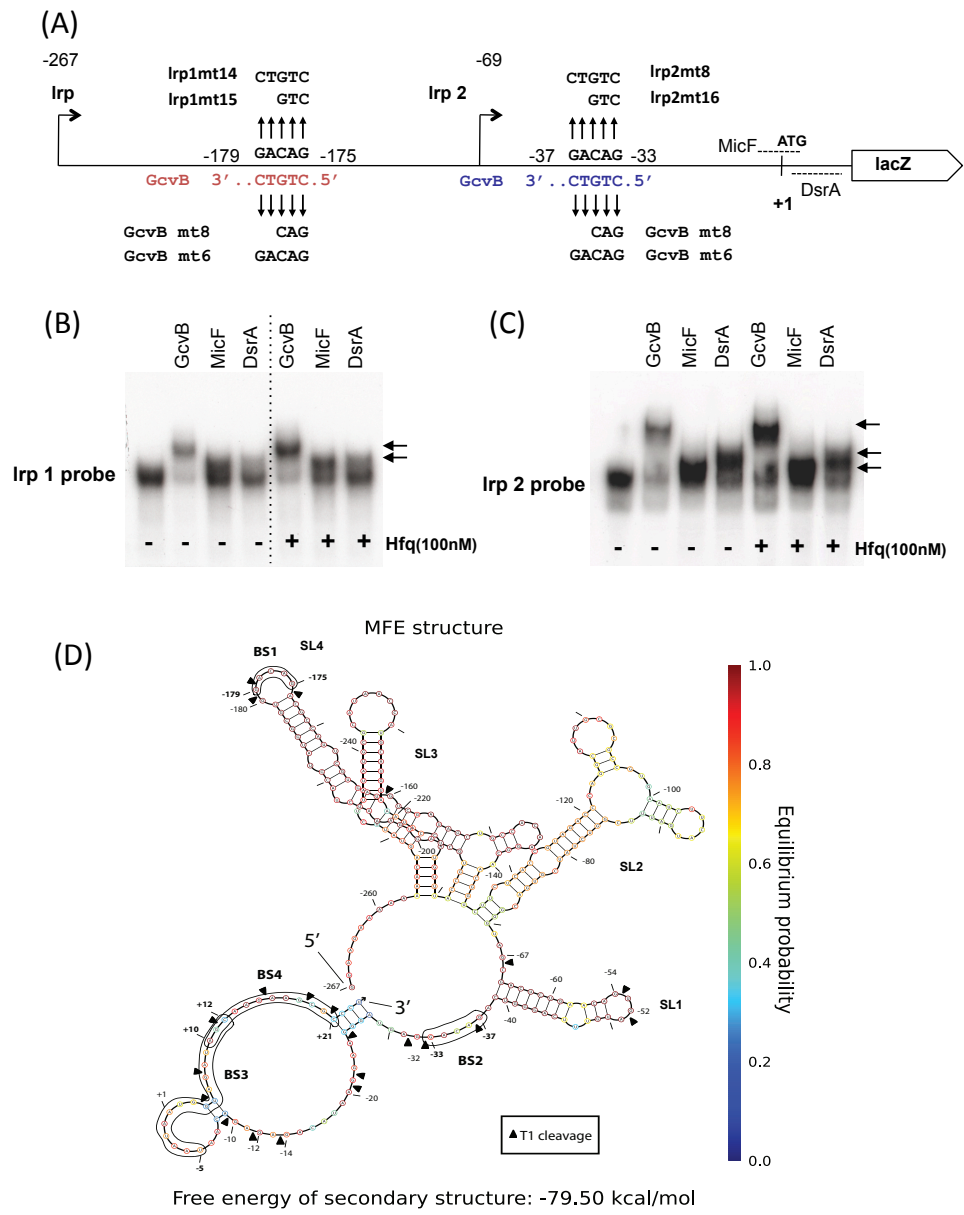 (A)
-267
-69
lrp
lrp1mt14
CTGTC
lrp1mt15
GTC
lrp 2
CTGTC
lrp2mt8
GTC
lrp2mt16
-179
GACAG
-175
-37
GACAG
-33
MicF
ATG
lacZ
GcvB 3′ ..CTGTC.5′
GcvB 3′ ..CTGTC.5′
DsrA
+1
GcvB mt8
CAG
GcvB mt6
GACAG
CAG
GcvB mt8
GACAG
GcvB mt6
(B)
GcvB
MicF
DsrA
GcvB
MicF
DsrA
lrp 1 probe
- - - - + + + Hfq(100nM)
(C)
GcvB
MicF
DsrA
GcvB
MicF
DsrA
lrp 2 probe
- - - - + + + Hfq(100nM)
(D)
MFE structure
BS1
SL4
-179
-175
-180
-240
SL3
-160
-220
-200
-140
-120
-100
-80
SL2
-260
5′
-267
3′
-67
-60
-54
-52
SL1
-40
-37
BS2
-33
-32
BS4
+12
+10
+21
BS3
+1
-5
-10
-12
-14
-20
T1 cleavage
1.0
0.8
0.6
0.4
0.2
0.0
Equilibrium probability
Free energy of secondary structure: -79.50 kcal/mol